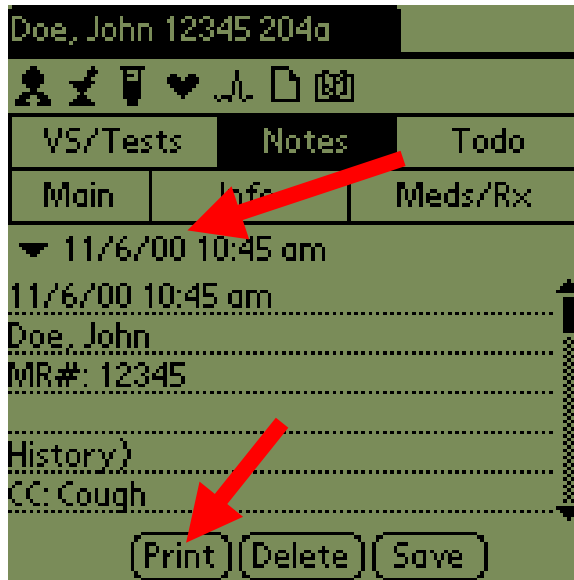 Doe, John 12345 204a
VS/Tests Notes Todo
Main Info Meds/Rx
11/6/00 10:45 am
11/6/00 10:45 am
Doe, John
MR#: 12345
History}
CC: Cough
Print Delete Save